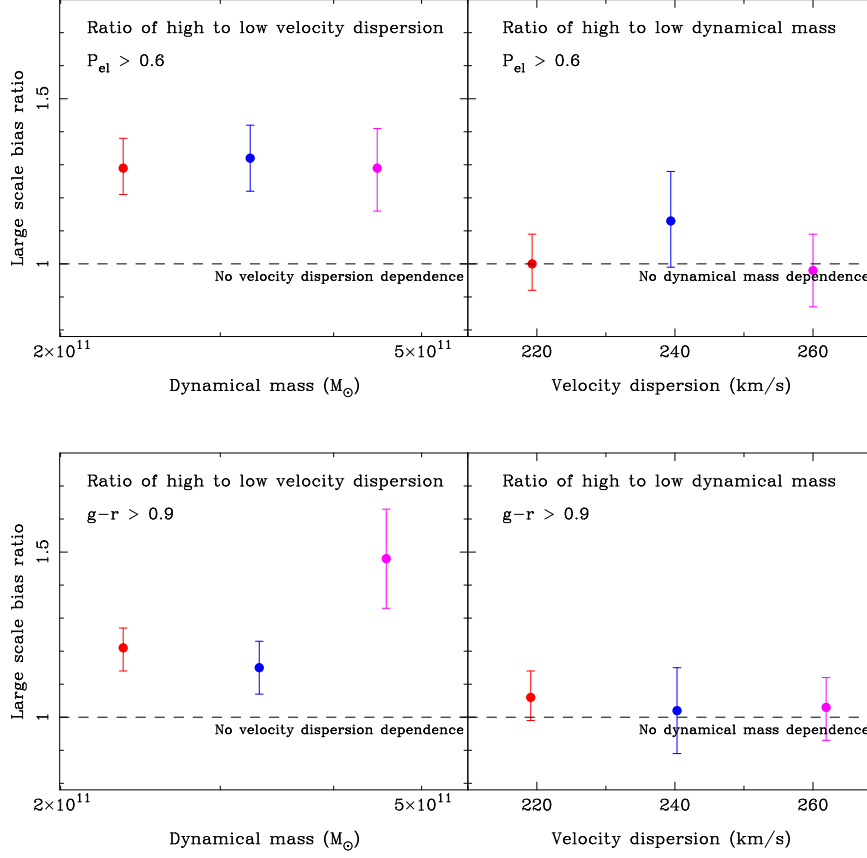 Ratio of high to low velocity dispersion
P_el > 0.6
Large scale bias ratio
1.5
1
No velocity dispersion dependence
2×10^11
5×10^11
Dynamical mass (M_⊙)
Ratio of high to low dynamical mass
P_el > 0.6
No dynamical mass dependence
220
240
260
Velocity dispersion (km/s)
Ratio of high to low velocity dispersion
g−r > 0.9
Large scale bias ratio
1.5
1
No velocity dispersion dependence
2×10^11
5×10^11
Dynamical mass (M_⊙)
Ratio of high to low dynamical mass
g−r > 0.9
No dynamical mass dependence
220
240
260
Velocity dispersion (km/s)